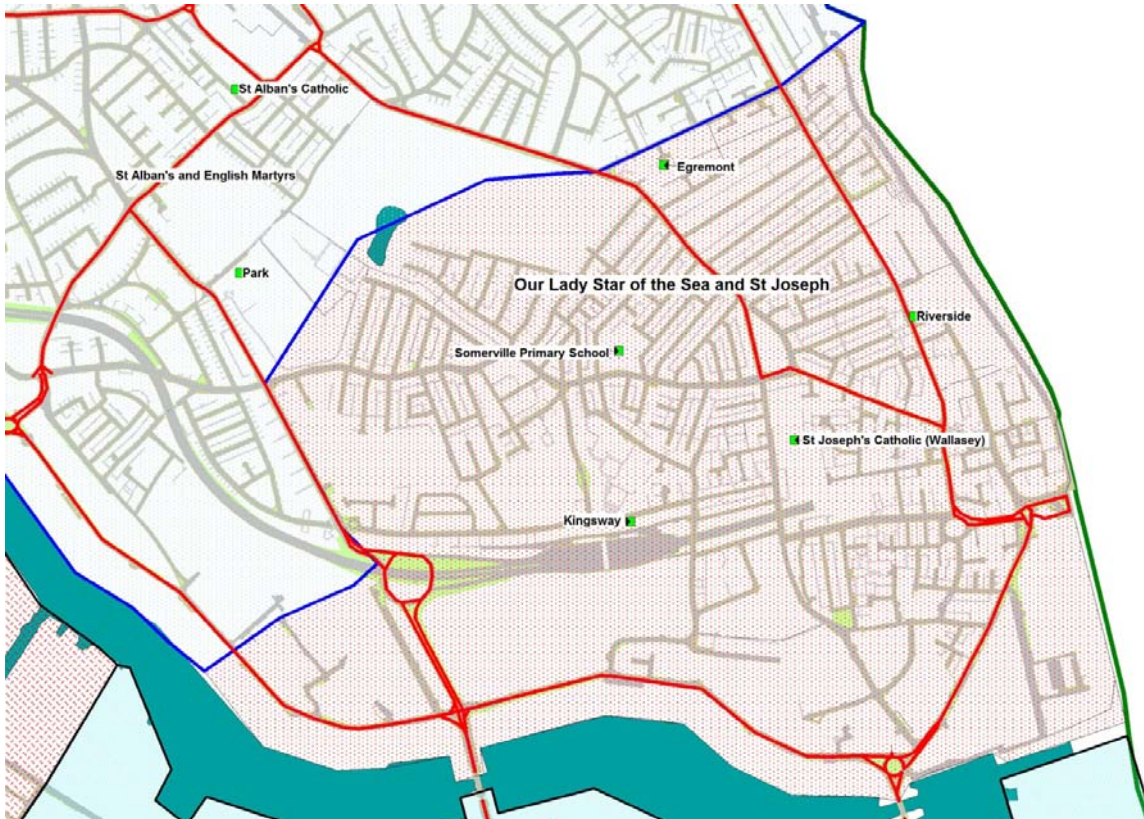 St Alban's Catholic
Egremont
St Alban's and English Martyrs
Park
Our Lady Star of the Sea and St Joseph
Riverside
Somerville Primary School
St Joseph's Catholic (Wallasey)
Kingsway